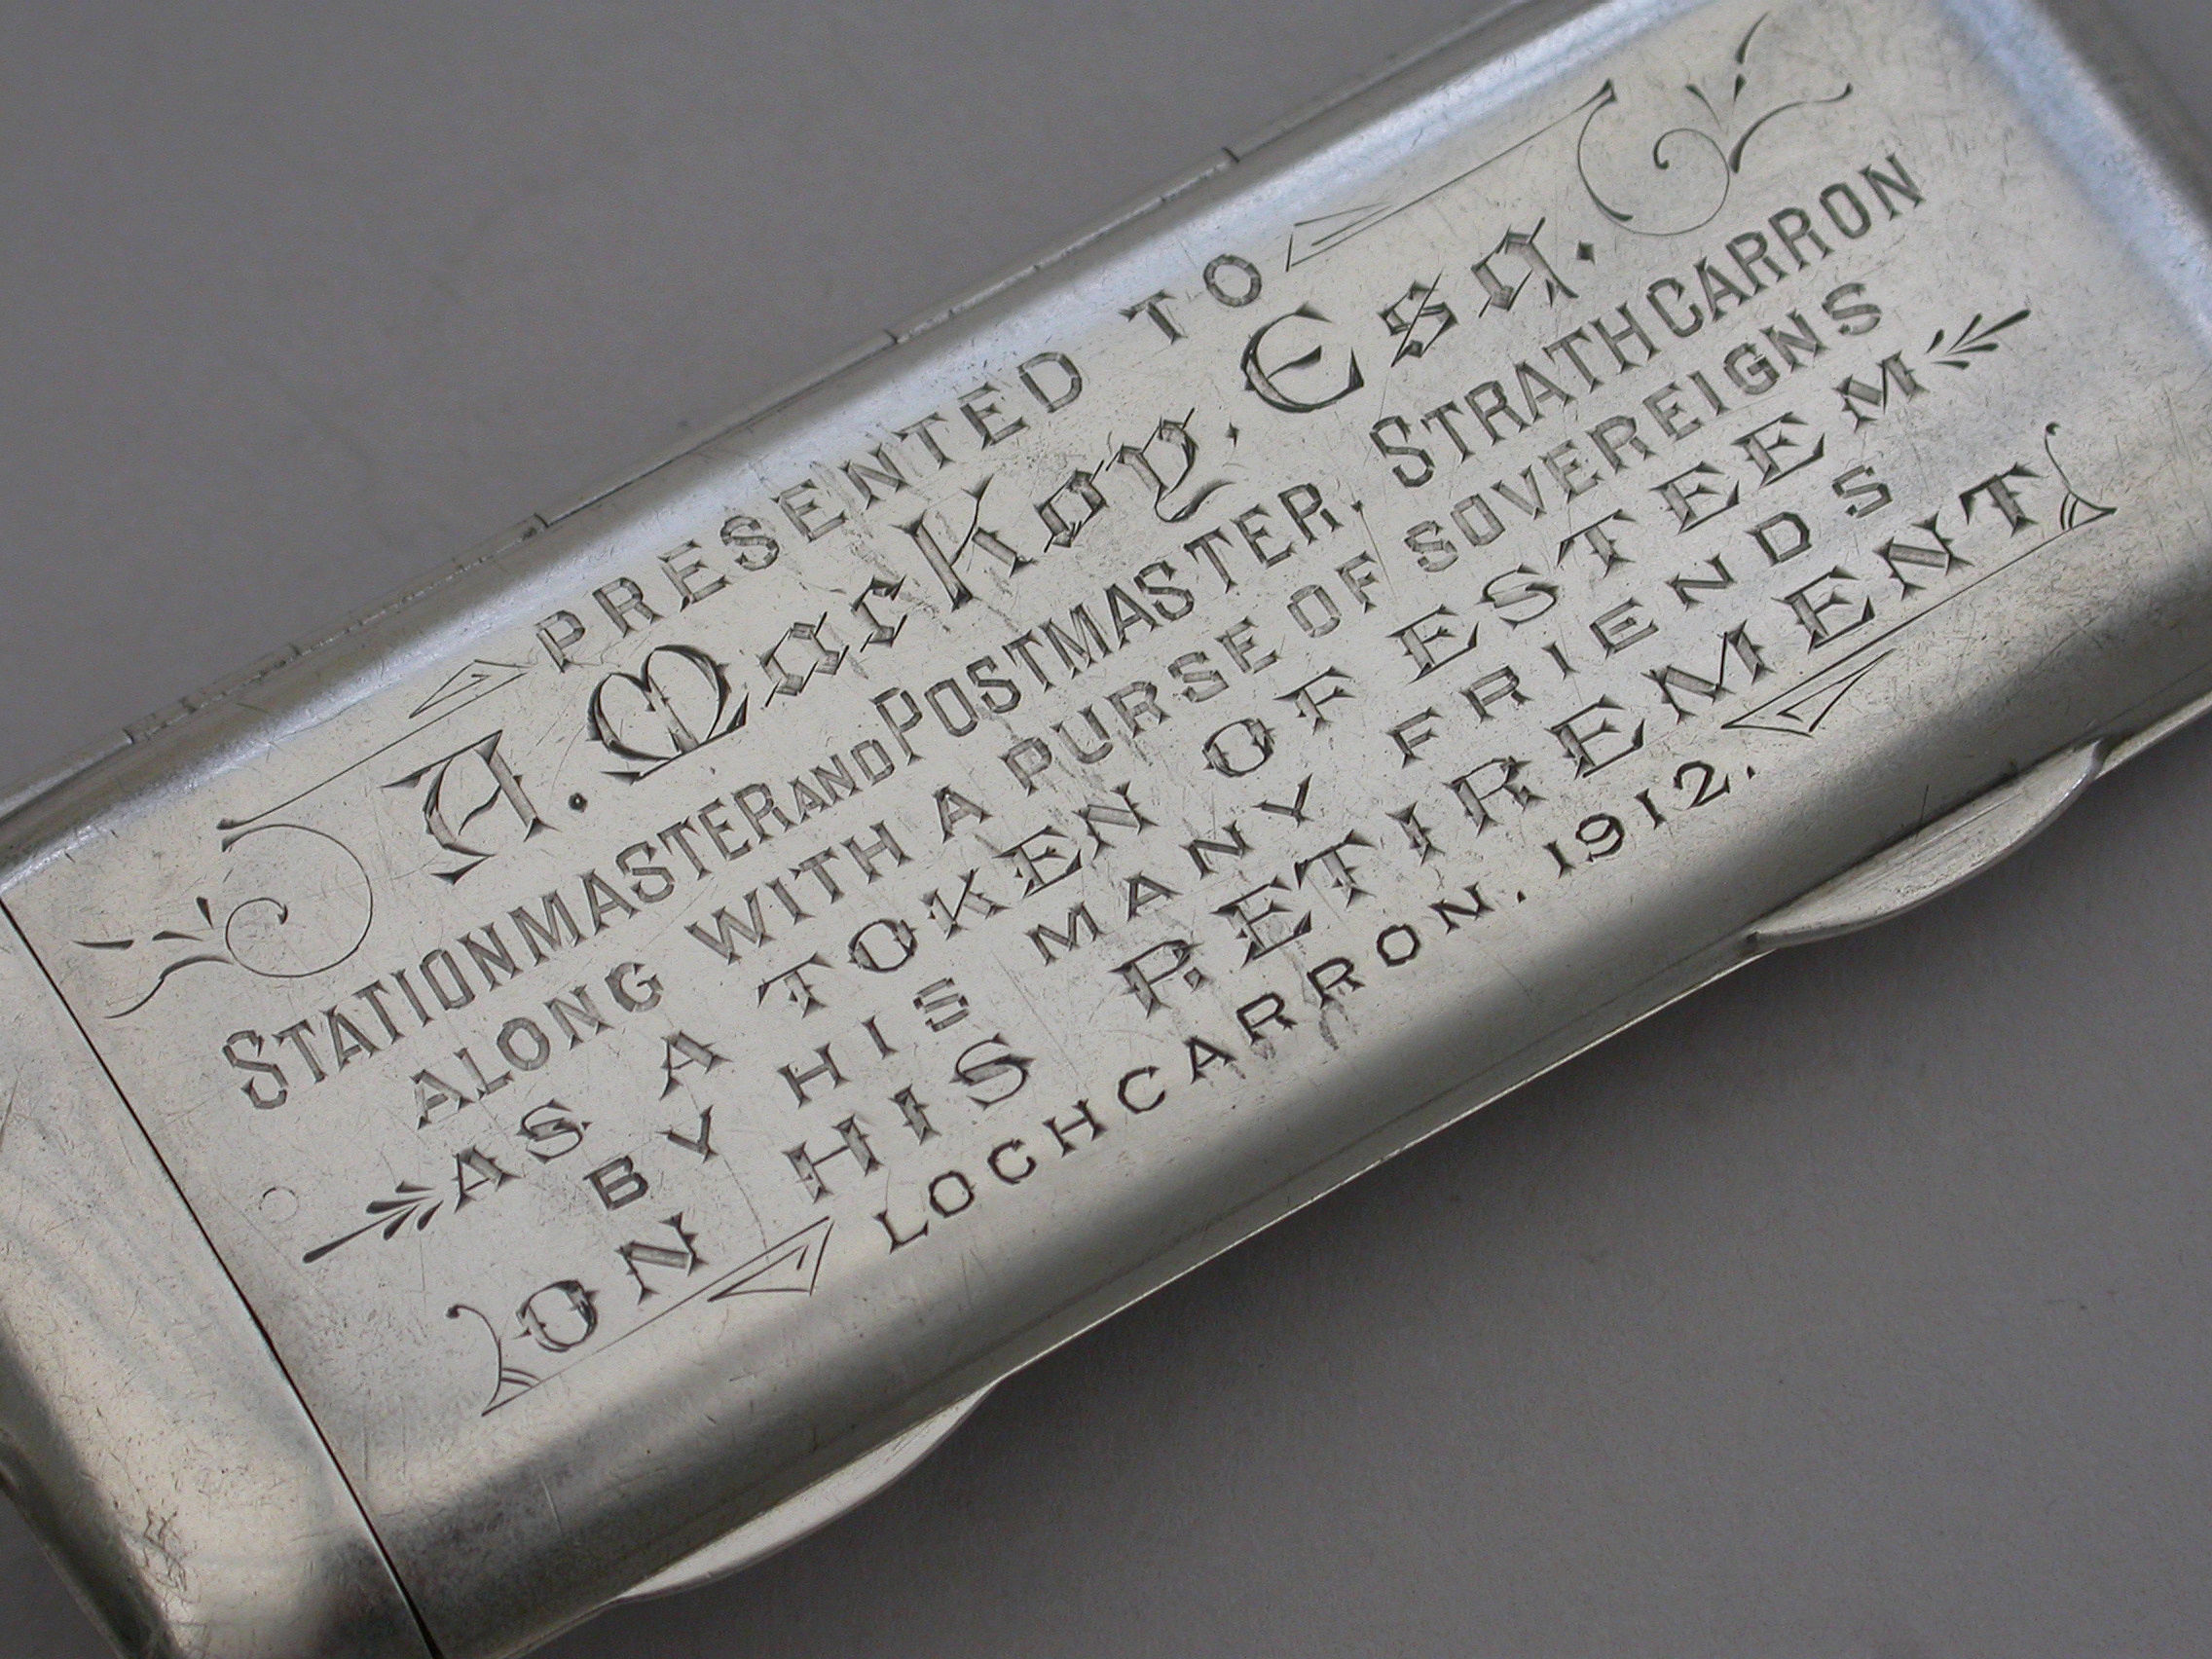 PRESENTED TO
A. MacKay, Esq.
STATIONMASTER AND POSTMASTER, STRATHCARRON
ALONG WITH A PURSE OF SOVEREIGNS
AS A TOKEN OF ESTEEM
BY HIS MANY FRIENDS
ON HIS RETIREMENT
LOCHCARRON, 1912.